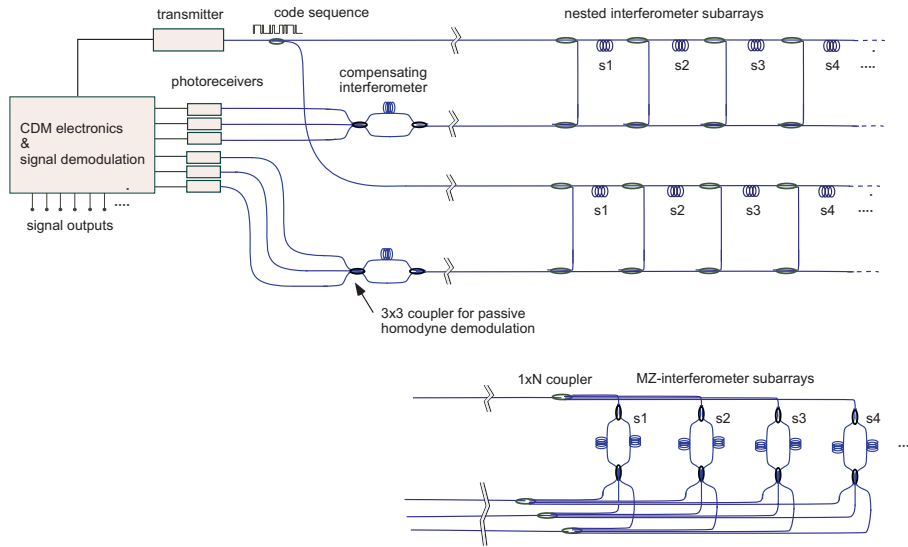 transmitter
code sequence
nested interferometer subarrays
s1
s2
s3
s4
....
photoreceivers
compensating
interferometer
CDM electronics
&
signal demodulation
....
signal outputs
s1
s2
s3
s4
....
3x3 coupler for passive
homodyne demodulation
1xN coupler
MZ-interferometer subarrays
s1
s2
s3
s4
...